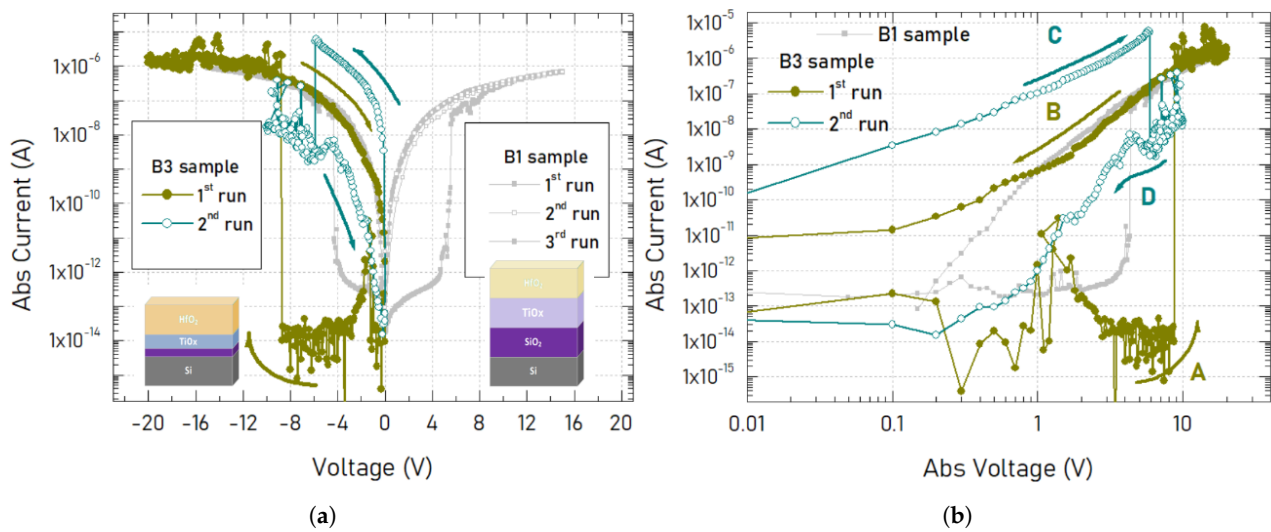 Abs Current (A)
1x10⁻⁴
1x10⁻⁶
1x10⁻⁸
1x10⁻¹⁰
1x10⁻¹²
1x10⁻¹⁴
B3 sample
1ˢᵗ run
2ⁿᵈ run
B1 sample
1ˢᵗ run
2ⁿᵈ run
3ʳᵈ run
HfO₂
TiOx
Si
HfO₂
TiOx
SiO₂
Si
-20 -16 -12 -8 -4 0 4 8 12 16 20
Voltage (V)
(a)
Abs Current (A)
1x10⁻⁵
1x10⁻⁶
1x10⁻⁷
1x10⁻⁸
1x10⁻⁹
1x10⁻¹⁰
1x10⁻¹¹
1x10⁻¹²
1x10⁻¹³
1x10⁻¹⁴
1x10⁻¹⁵
B1 sample
B3 sample
1ˢᵗ run
2ⁿᵈ run
C
B
D
A
0.01 0.1 1 10
Abs Voltage (V)
(b)